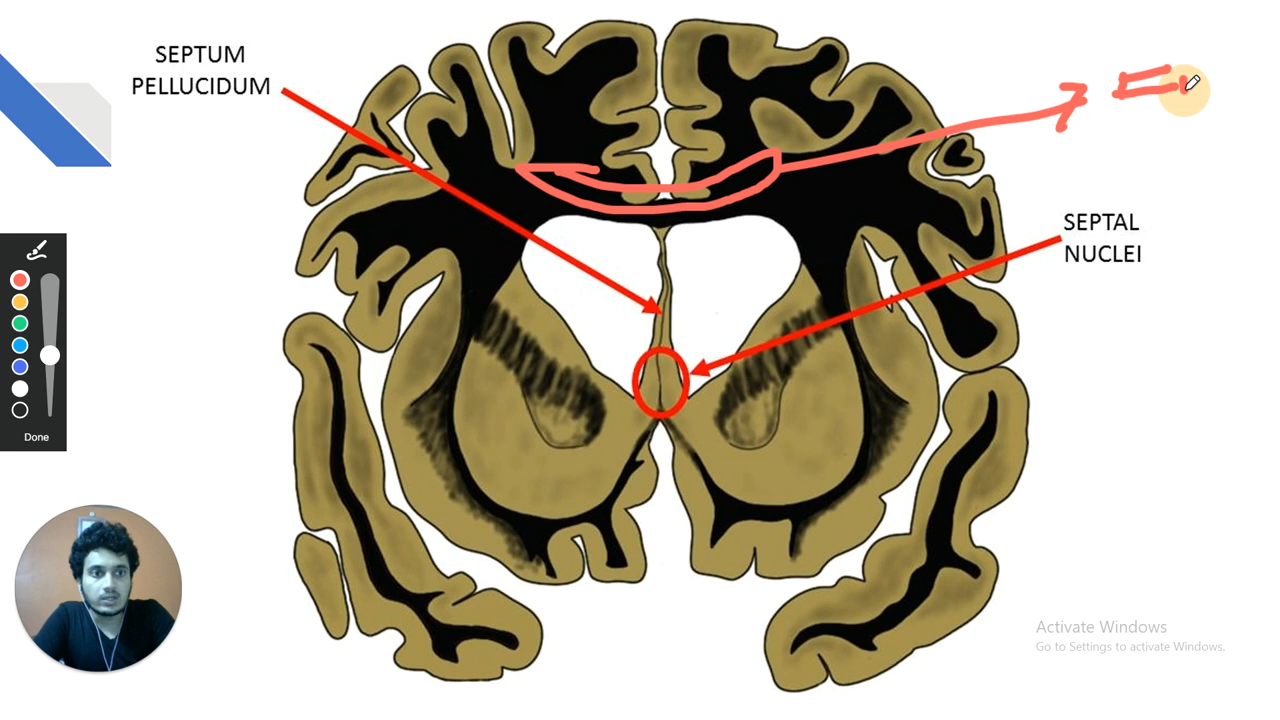 SEPTUM
PELLUCIDUM
SEPTAL
NUCLEI
Done
Activate Windows
Go to Settings to activate Windows.